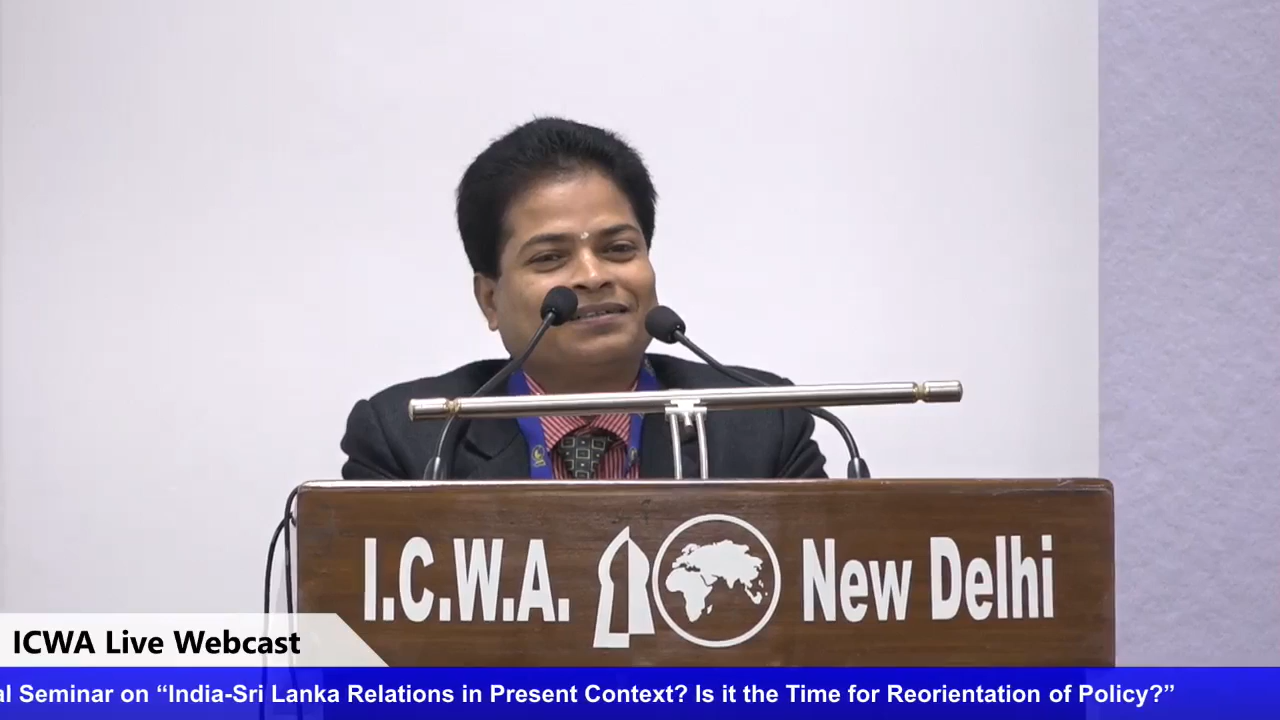 I.C.W.A. New Delhi
ICWA Live Webcast
al Seminar on “India-Sri Lanka Relations in Present Context? Is it the Time for Reorientation of Policy?”